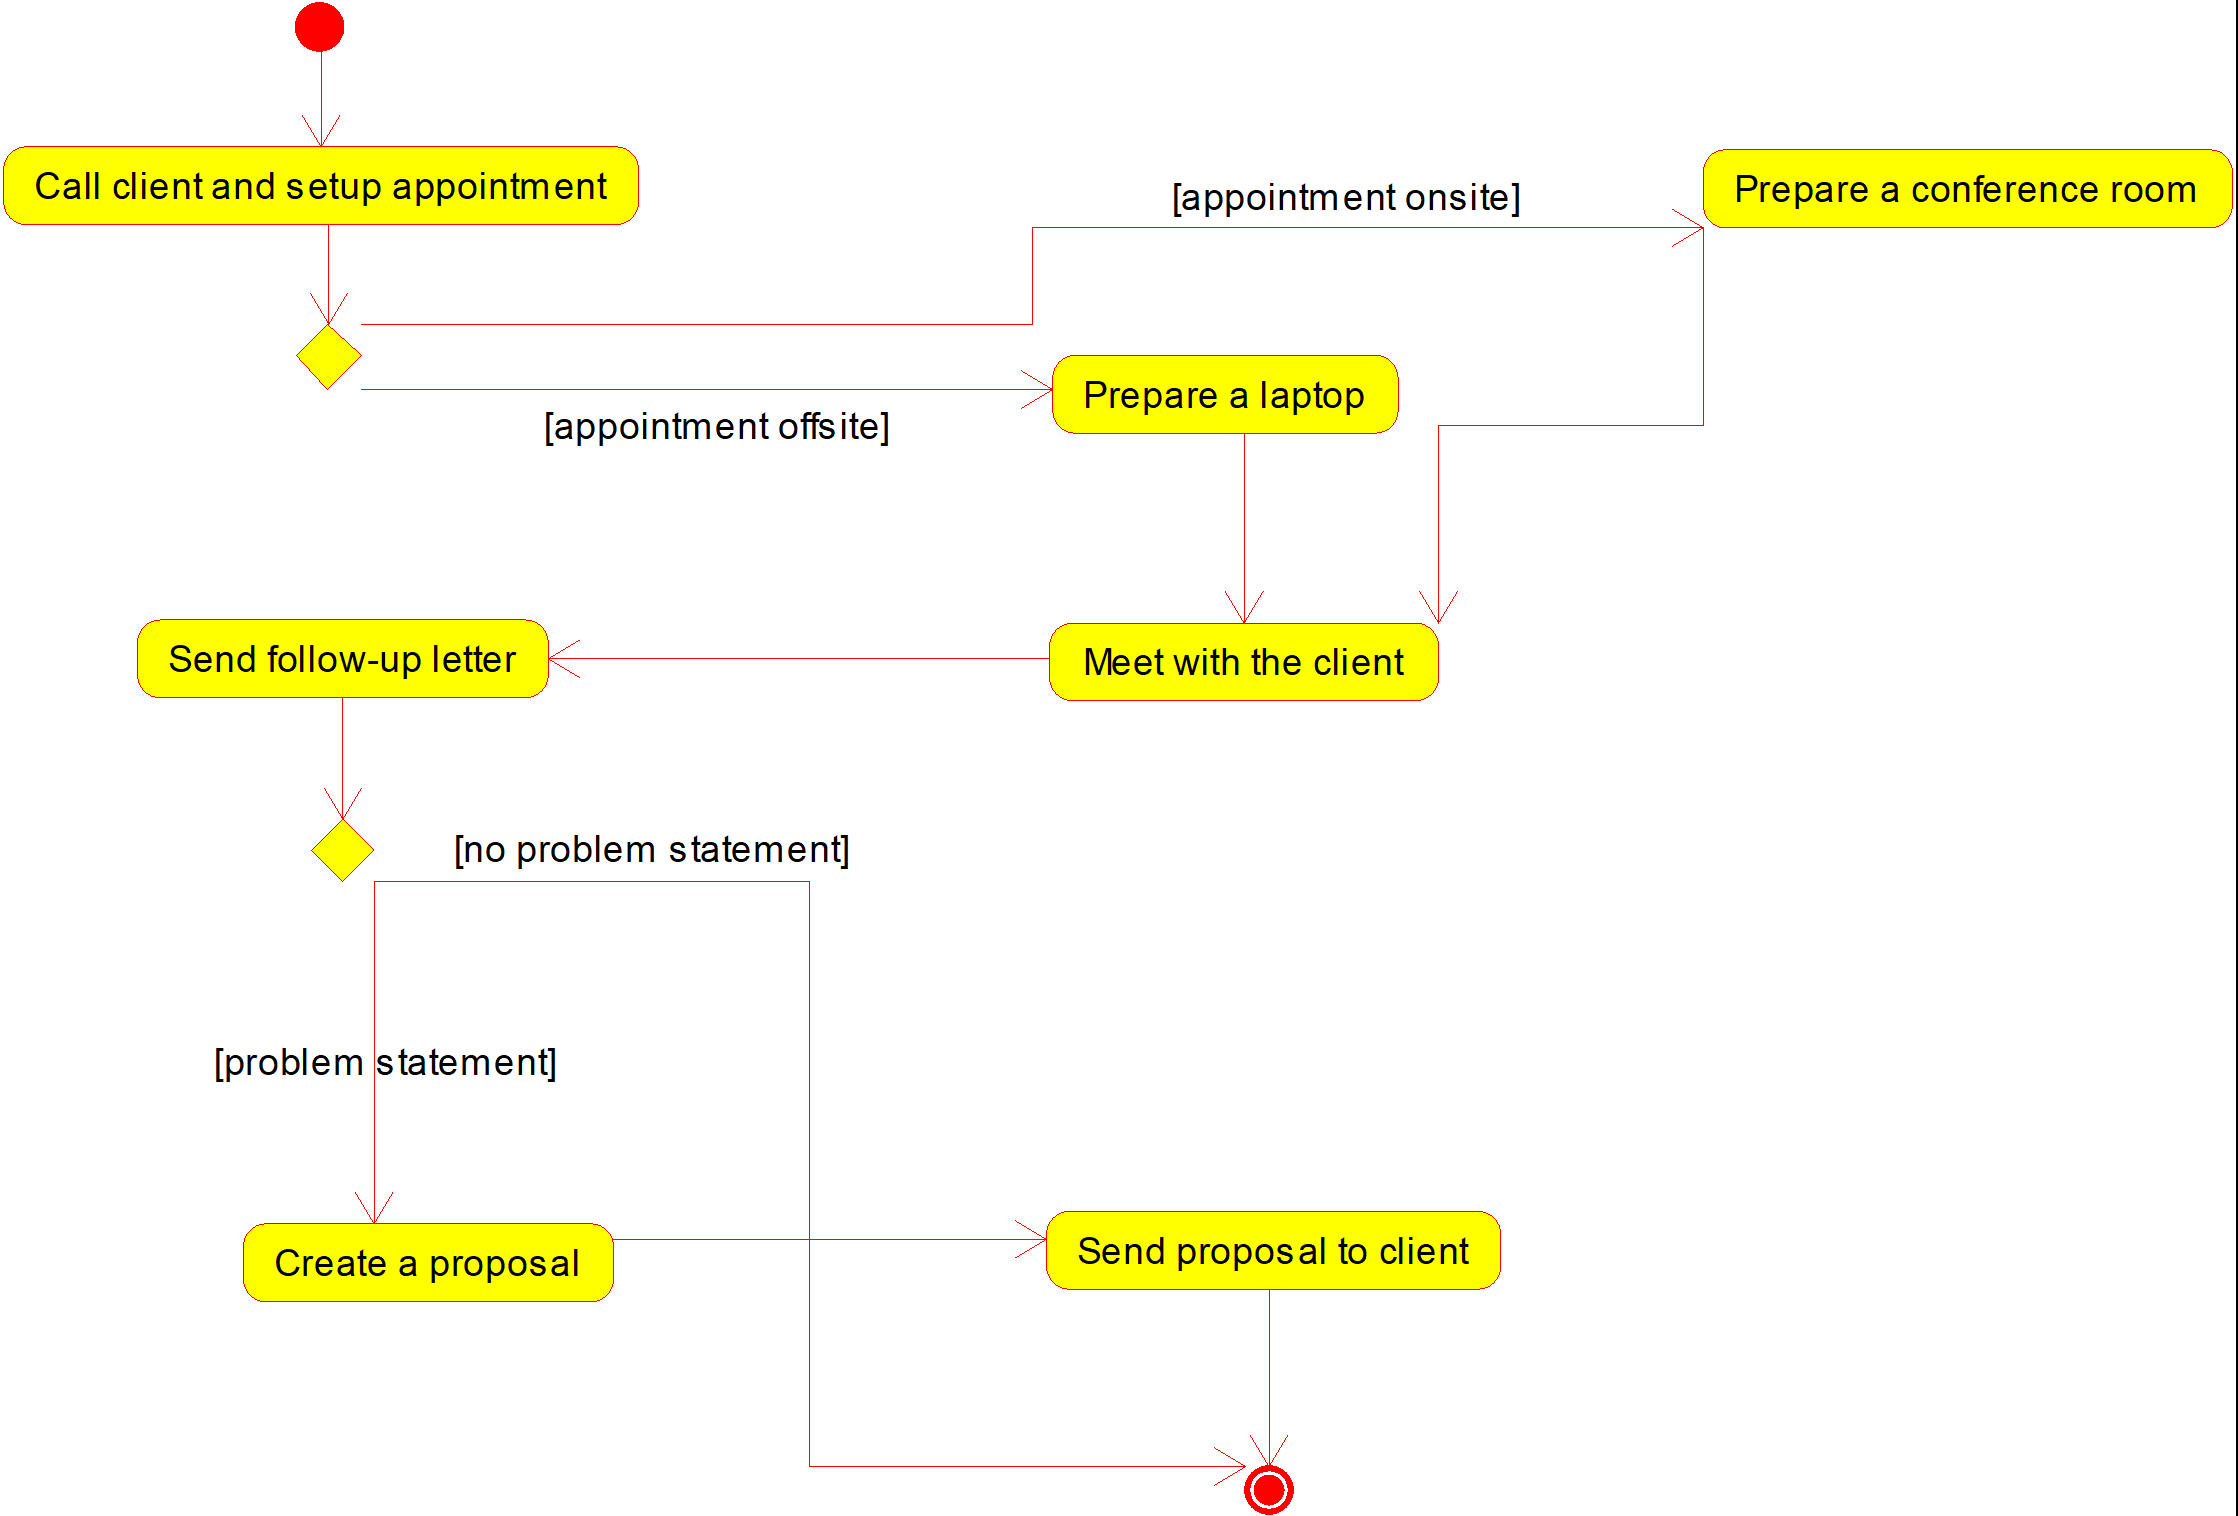 Call client and setup appointment
[appointment onsite]
Prepare a conference room
Prepare a laptop
[appointment offsite]
Send follow-up letter
Meet with the client
[no problem statement]
[problem statement]
Create a proposal
Send proposal to client